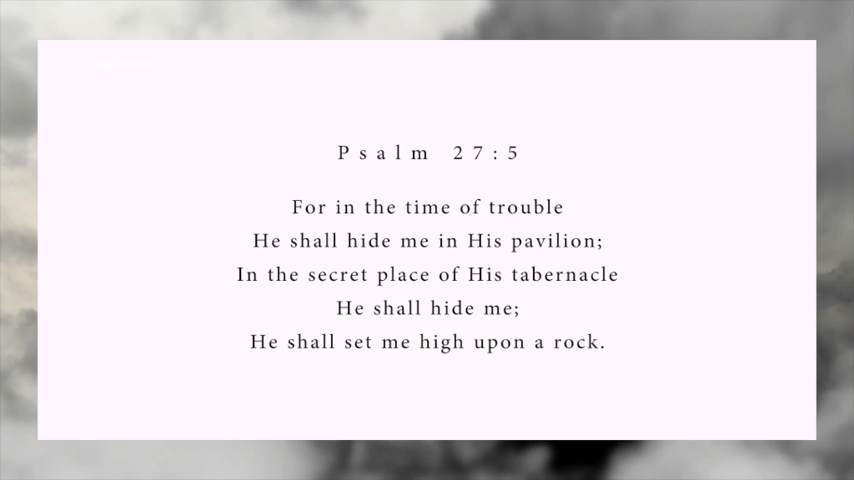 Psalm 27:5
For in the time of trouble
He shall hide me in His pavilion;
In the secret place of His tabernacle
He shall hide me;
He shall set me high upon a rock.